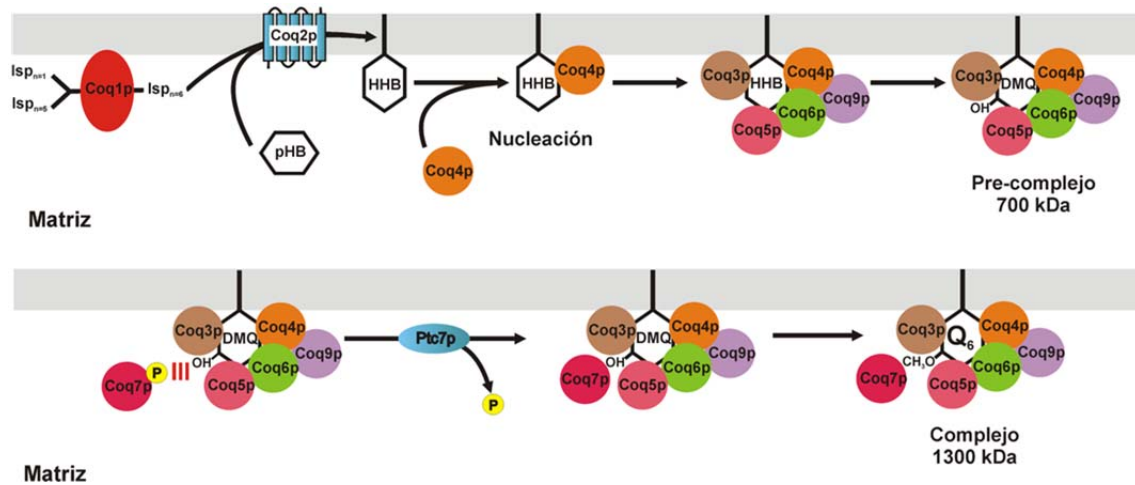 Isp n=1
Isp n=5
Coq1p
Isp n=6
Coq2p
pHB
HHB
Coq4p
HHB
Coq4p
Nucleación
Coq3p
HHB
Coq4p
Coq9p
Coq6p
Coq5p
Coq3p
DMQ
Coq4p
Coq9p
OH
Coq6p
Coq5p
Pre-complejo
700 kDa
Matriz
Coq3p
DMQ
Coq4p
Coq9p
OH
Coq6p
Coq5p
Coq7p
P
Ptc7p
P
Coq3p
DMQ
Coq4p
Coq9p
OH
Coq6p
Coq5p
Coq7p
Coq3p
Q6
Coq4p
Coq9p
CH3O
Coq6p
Coq5p
Coq7p
Complejo
1300 kDa
Matriz